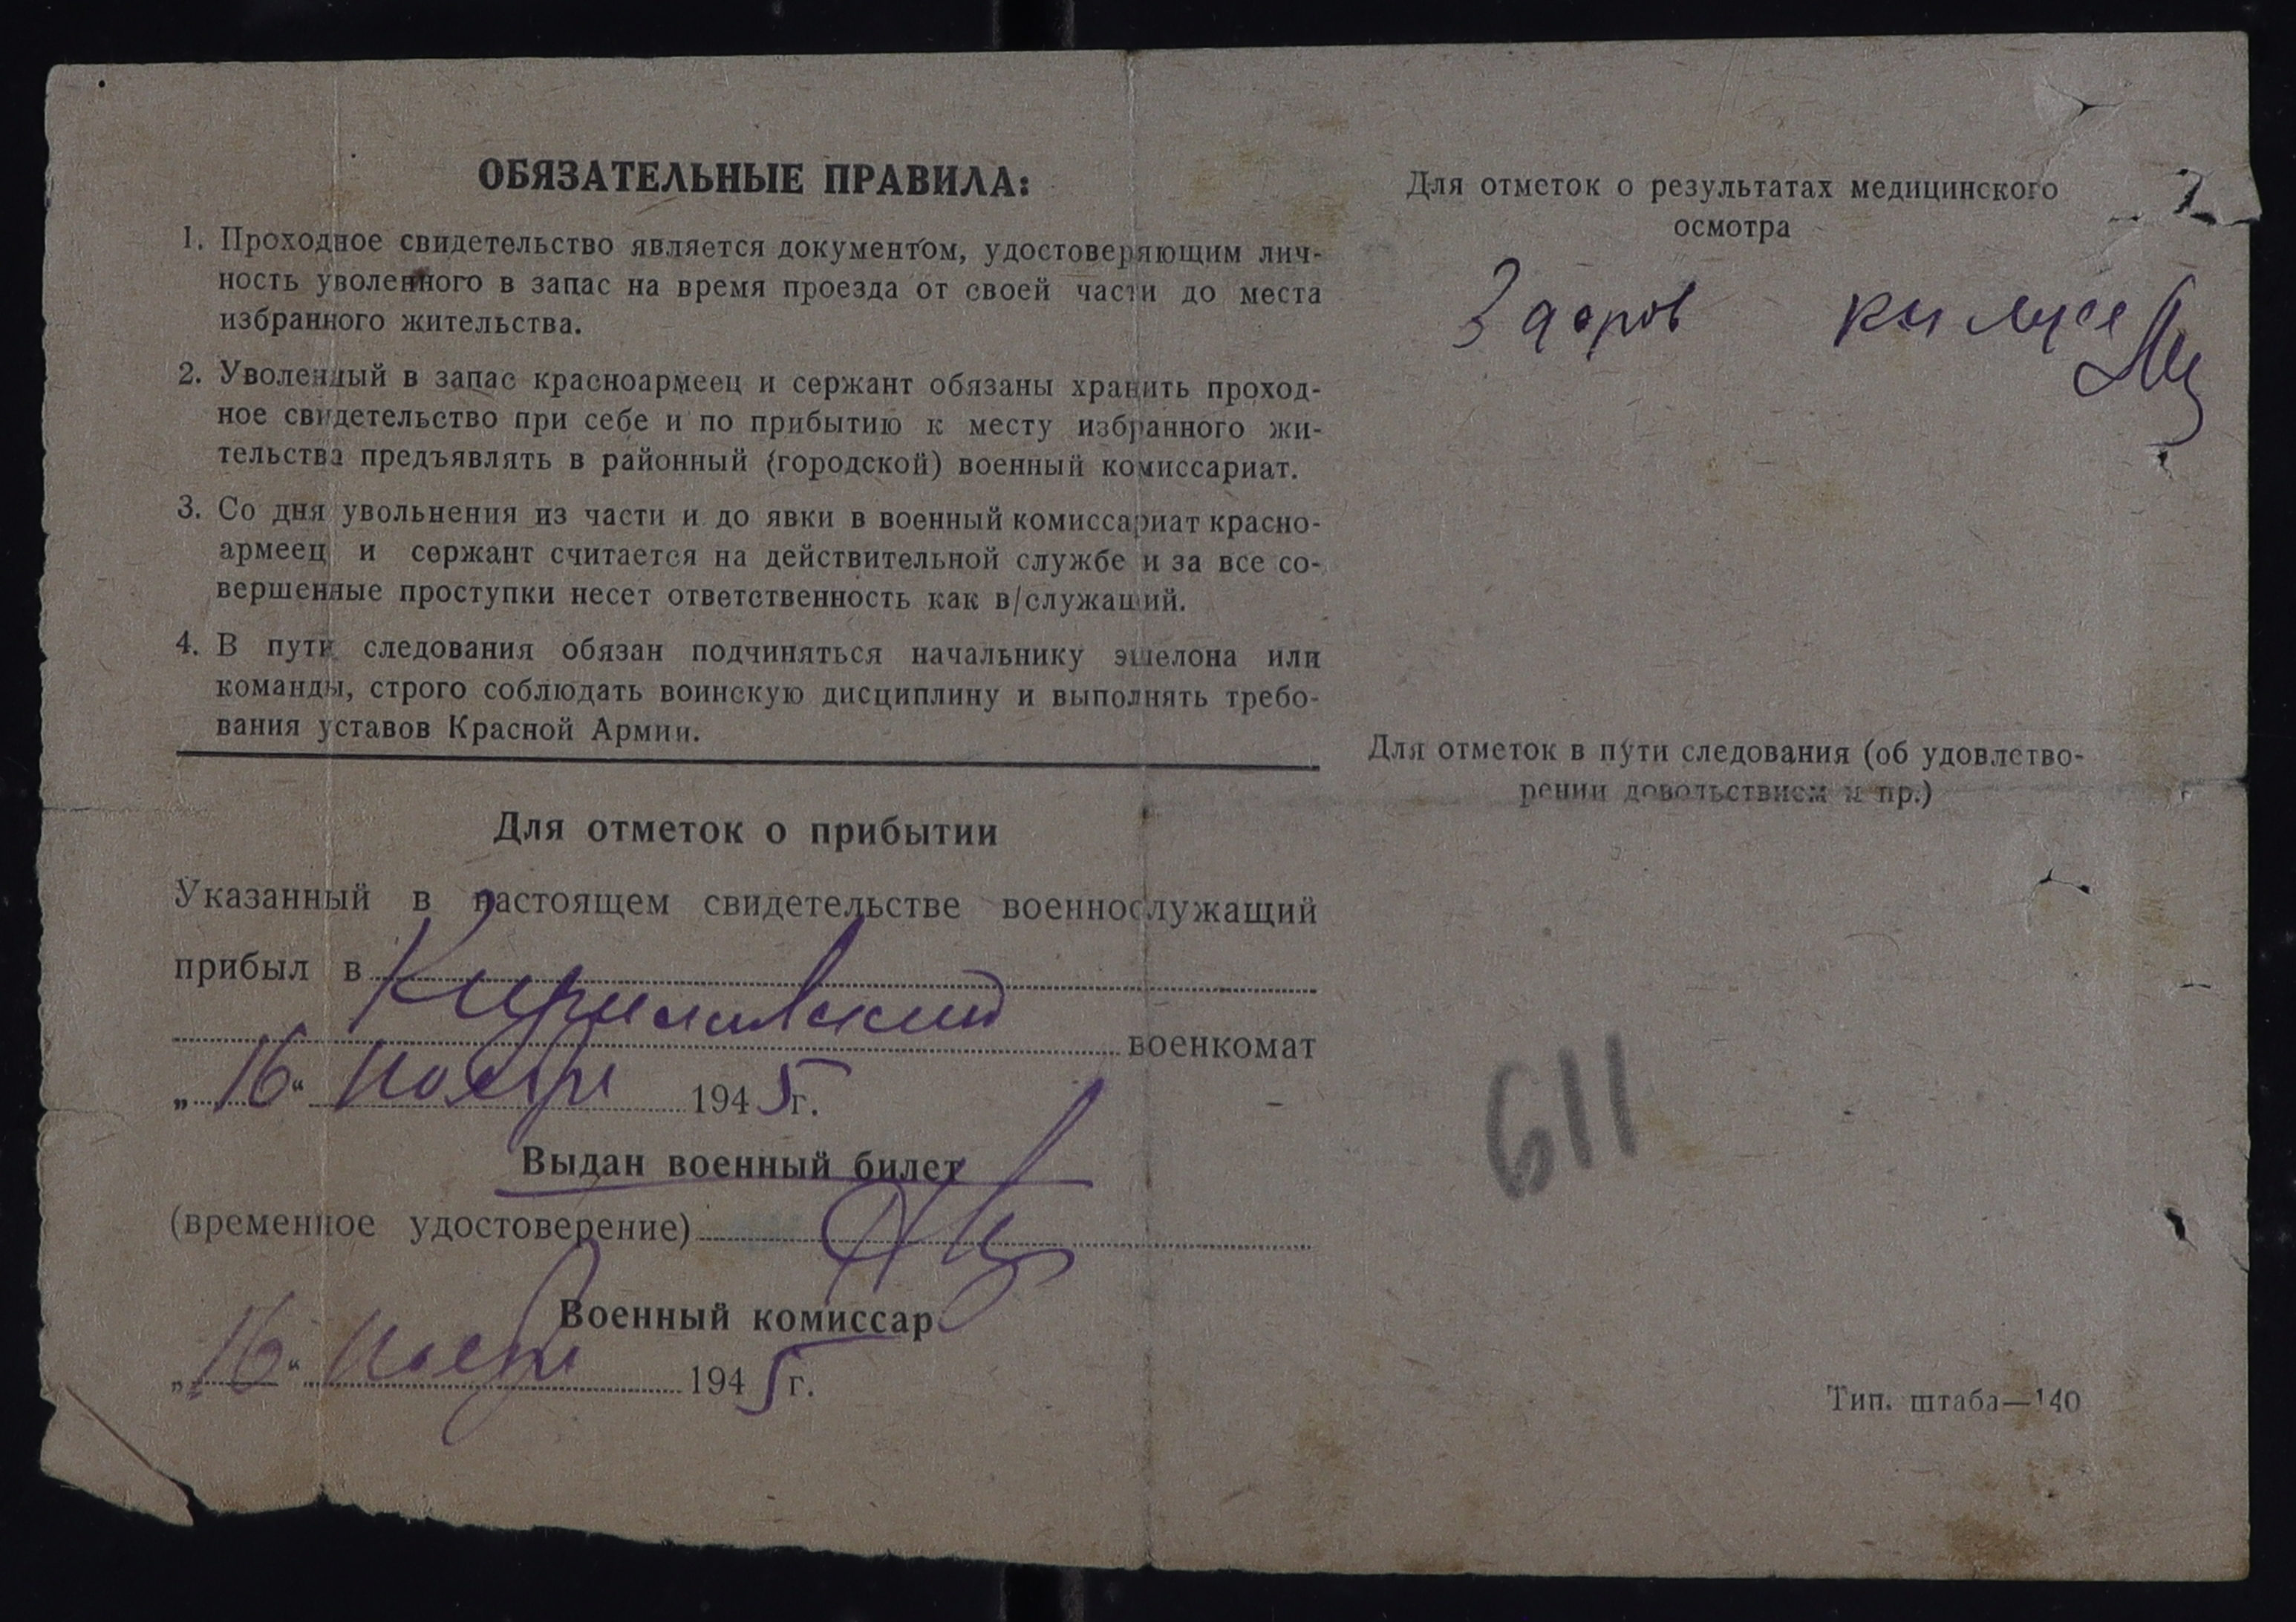 ОБЯЗАТЕЛЬНЫЕ ПРАВИЛА:
1. Проходное свидетельство является документом, удостоверяющим лич-
ность уволенного в запас на время проезда от своей части до места
избранного жительства.
2. Уволенный в запас красноармеец и сержант обязаны хранить проход-
ное свидетельство при себе и по прибытию к месту избранного жи-
тельства предъявлять в районный (городской) военный комиссариат.
3. Со дня увольнения из части и до явки в военный комиссариат красно-
армеец и сержант считается на действительной службе и за все со-
вершенные проступки несет ответственность как в/служащий.
4. В пути следования обязан подчиняться начальнику эшелона или
команды, строго соблюдать воинскую дисциплину и выполнять требо-
вания уставов Красной Армии.
Для отметок о прибытии
Указанный в настоящем свидетельстве военнослужащий
прибыл в
Кириловский
военкомат
„16“ Ноября 1945 г.
Выдан военный билет
(временное удостоверение)
Военный комиссар
„16“ Ноября 1945 г.
Для отметок о результатах медицинского
осмотра
Здоров
Для отметок в пути следования (об удовлетво-
рении довольствием и пр.)
611
Тип. штаба—140